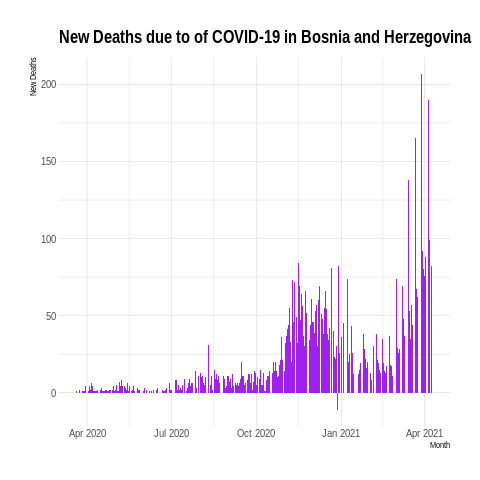 New Deaths due to of COVID-19 in Bosnia and Herzegovina
New Deaths
200
150
100
50
0
Apr 2020
Jul 2020
Oct 2020
Jan 2021
Apr 2021
Month